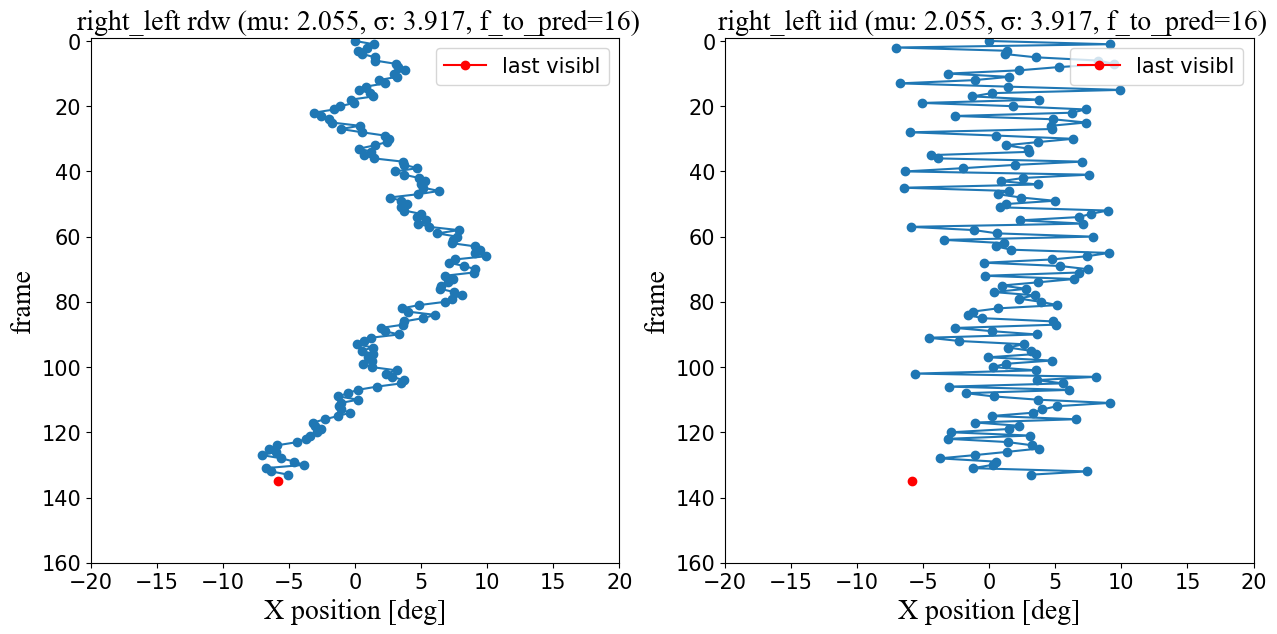 right_left rdw (mu: 2.055, σ: 3.917, f_to_pred=16)
last visibl
0
20
40
60
80
100
120
140
160
frame
−20 −15 −10 −5 0 5 10 15 20
X position [deg]
right_left iid (mu: 2.055, σ: 3.917, f_to_pred=16)
last visibl
0
20
40
60
80
100
120
140
160
frame
−20 −15 −10 −5 0 5 10 15 20
X position [deg]